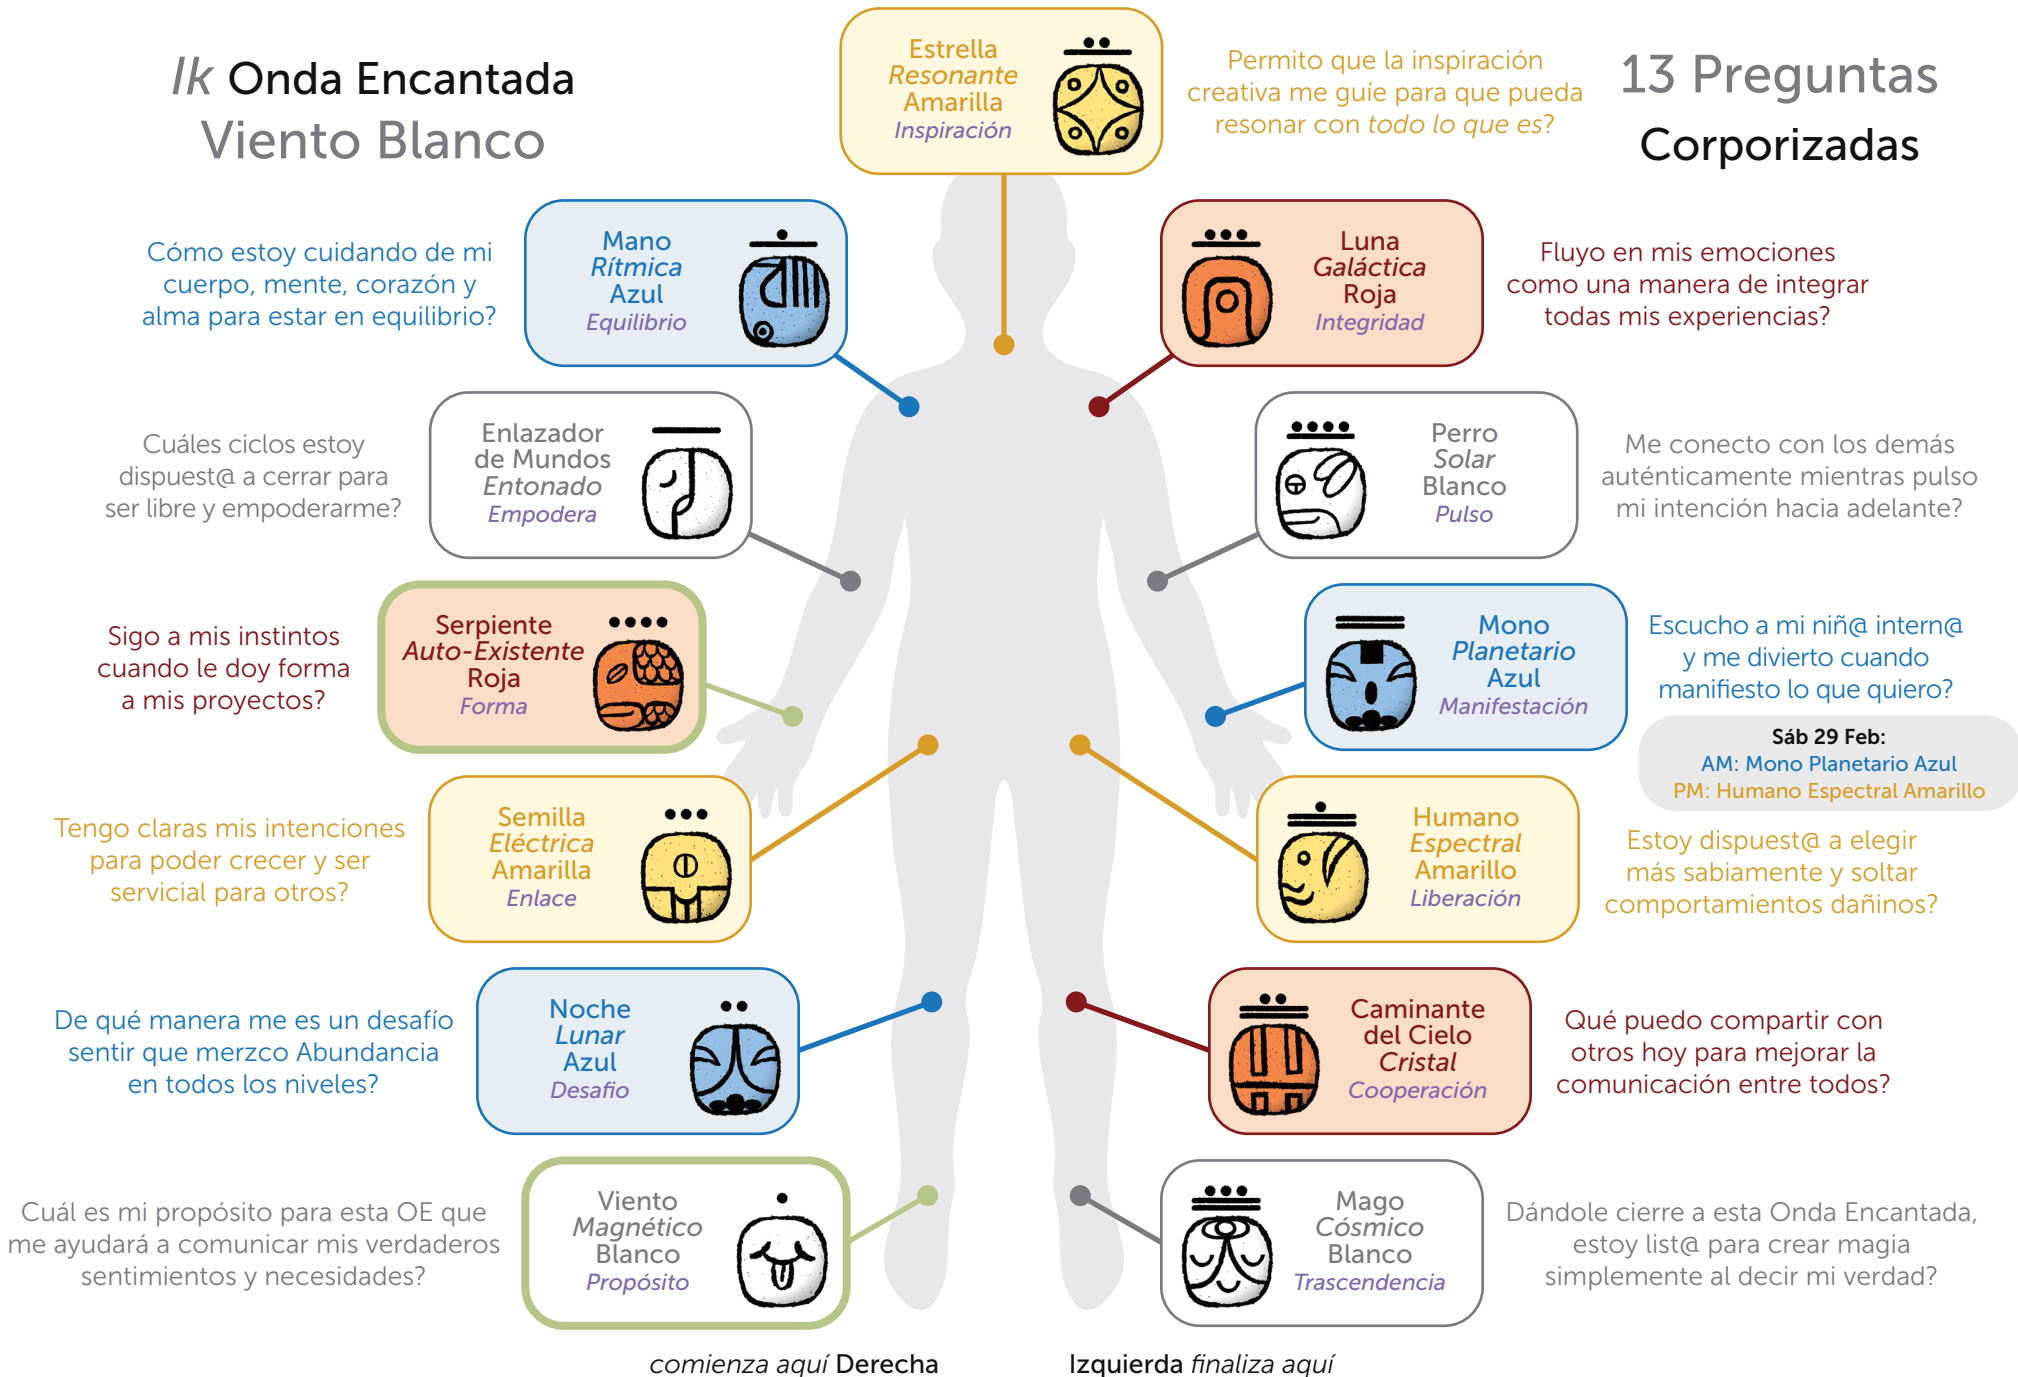 Ik Onda Encantada
Viento Blanco
13 Preguntas
Corporizadas
Estrella
Resonante
Amarilla
Inspiración
Permito que la inspiración
creativa me guíe para que pueda
resonar con todo lo que es?
Cómo estoy cuidando de mi
cuerpo, mente, corazón y
alma para estar en equilibrio?
Mano
Rítmica
Azul
Equilibrio
Luna
Galáctica
Roja
Integridad
Fluyo en mis emociones
como una manera de integrar
todas mis experiencias?
Cuáles ciclos estoy
dispuest@ a cerrar para
ser libre y empoderarme?
Enlazador
de Mundos
Entonado
Empodera
Perro
Solar
Blanco
Pulso
Me conecto con los demás
auténticamente mientras pulso
mi intención hacia adelante?
Sigo a mis instintos
cuando le doy forma
a mis proyectos?
Serpiente
Auto-Existente
Roja
Forma
Mono
Planetario
Azul
Manifestación
Escucho a mi niñ@ intern@
y me divierto cuando
manifiesto lo que quiero?
Sáb 29 Feb:
AM: Mono Planetario Azul
PM: Humano Espectral Amarillo
Tengo claras mis intenciones
para poder crecer y ser
servicial para otros?
Semilla
Eléctrica
Amarilla
Enlace
Humano
Espectral
Amarillo
Liberación
Estoy dispuest@ a elegir
más sabiamente y soltar
comportamientos dañinos?
De qué manera me es un desafío
sentir que merzco Abundancia
en todos los niveles?
Noche
Lunar
Azul
Desafio
Caminante
del Cielo
Cristal
Cooperación
Qué puedo compartir con
otros hoy para mejorar la
comunicación entre todos?
Cuál es mi propósito para esta OE que
me ayudará a comunicar mis verdaderos
sentimientos y necesidades?
Viento
Magnético
Blanco
Propósito
Mago
Cósmico
Blanco
Trascendencia
Dándole cierre a esta Onda Encantada,
estoy list@ para crear magia
simplemente al decir mi verdad?
comienza aquí Derecha
Izquierda finaliza aquí